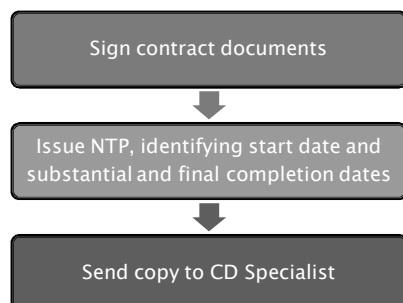 Sign contract documents
Issue NTP, identifying start date and
substantial and final completion dates
Send copy to CD Specialist